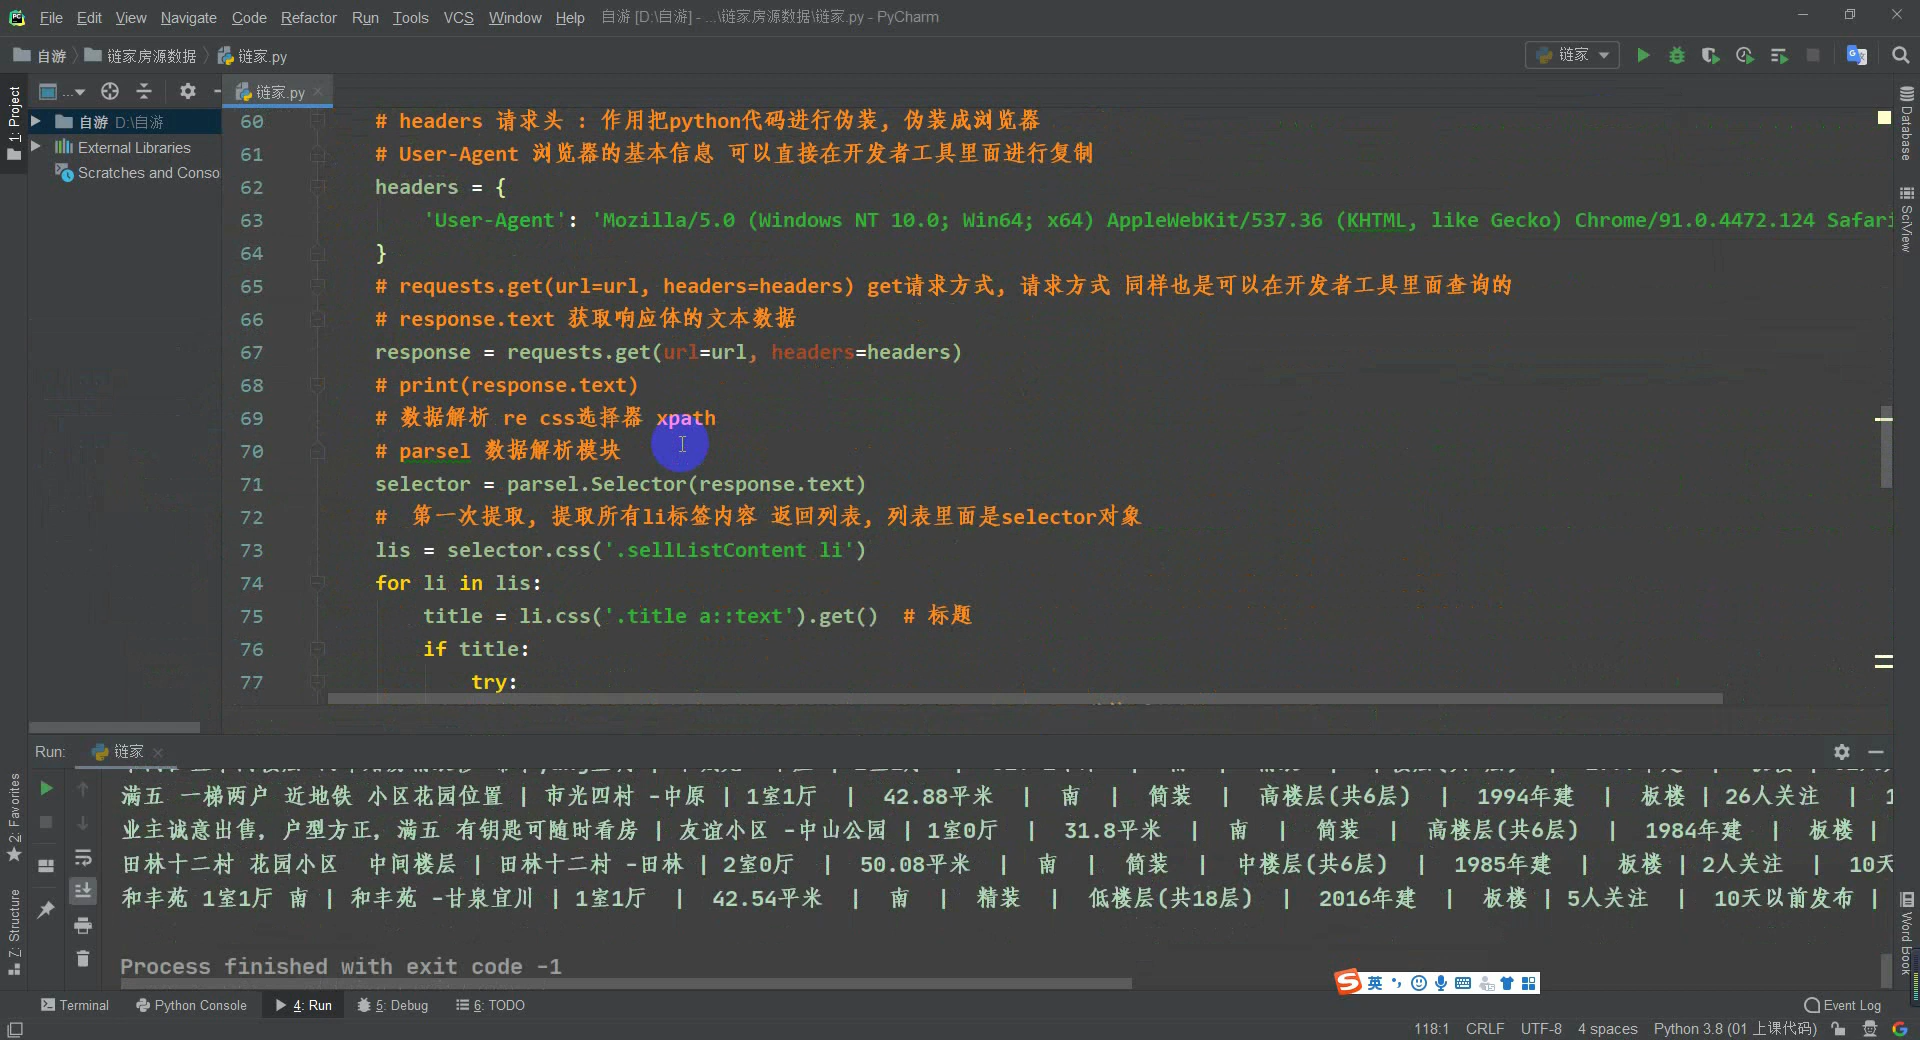 File Edit View Navigate Code Refactor Run Tools VCS Window Help 自游 [D:\自游] - ...\链家房源数据\链家.py - PyCharm
自游 链家房源数据 链家.py
链家
1: Project
...
链家.py
自游 D:\自游
External Libraries
Scratches and Conso
60 # headers 请求头 : 作用把python代码进行伪装, 伪装成浏览器
61 # User-Agent 浏览器的基本信息 可以直接在开发者工具里面进行复制
62 headers = {
63 'User-Agent': 'Mozilla/5.0 (Windows NT 10.0; Win64; x64) AppleWebKit/537.36 (KHTML, like Gecko) Chrome/91.0.4472.124 Safari
64 }
65 # requests.get(url=url, headers=headers) get请求方式, 请求方式 同样也是可以在开发者工具里面查询的
66 # response.text 获取响应体的文本数据
67 response = requests.get(url=url, headers=headers)
68 # print(response.text)
69 # 数据解析 re css选择器 xpath
70 # parsel 数据解析模块
71 selector = parsel.Selector(response.text)
72 # 第一次提取, 提取所有li标签内容 返回列表, 列表里面是selector对象
73 lis = selector.css('.sellListContent li')
74 for li in lis:
75 title = li.css('.title a::text').get() # 标题
76 if title:
77 try:
Database
SciView
Run: 链家
满五 一梯两户 近地铁 小区花园位置 | 市光四村 -中原 | 1室1厅 | 42.88平米 | 南 | 简装 | 高楼层(共6层) | 1994年建 | 板楼 | 26人关注 | 1
业主诚意出售, 户型方正, 满五 有钥匙可随时看房 | 友谊小区 -中山公园 | 1室0厅 | 31.8平米 | 南 | 简装 | 高楼层(共6层) | 1984年建 | 板楼 |
田林十二村 花园小区 中间楼层 | 田林十二村 -田林 | 2室0厅 | 50.08平米 | 南 | 简装 | 中楼层(共6层) | 1985年建 | 板楼 | 2人关注 | 10天
和丰苑 1室1厅 南 | 和丰苑 -甘泉宜川 | 1室1厅 | 42.54平米 | 南 | 精装 | 低楼层(共18层) | 2016年建 | 板楼 | 5人关注 | 10天以前发布 |
Process finished with exit code -1
2: Favorites
Z: Structure
Word Book
英
Terminal Python Console 4: Run 5: Debug 6: TODO Event Log
118:1 CRLF UTF-8 4 spaces Python 3.8 (01 上课代码)